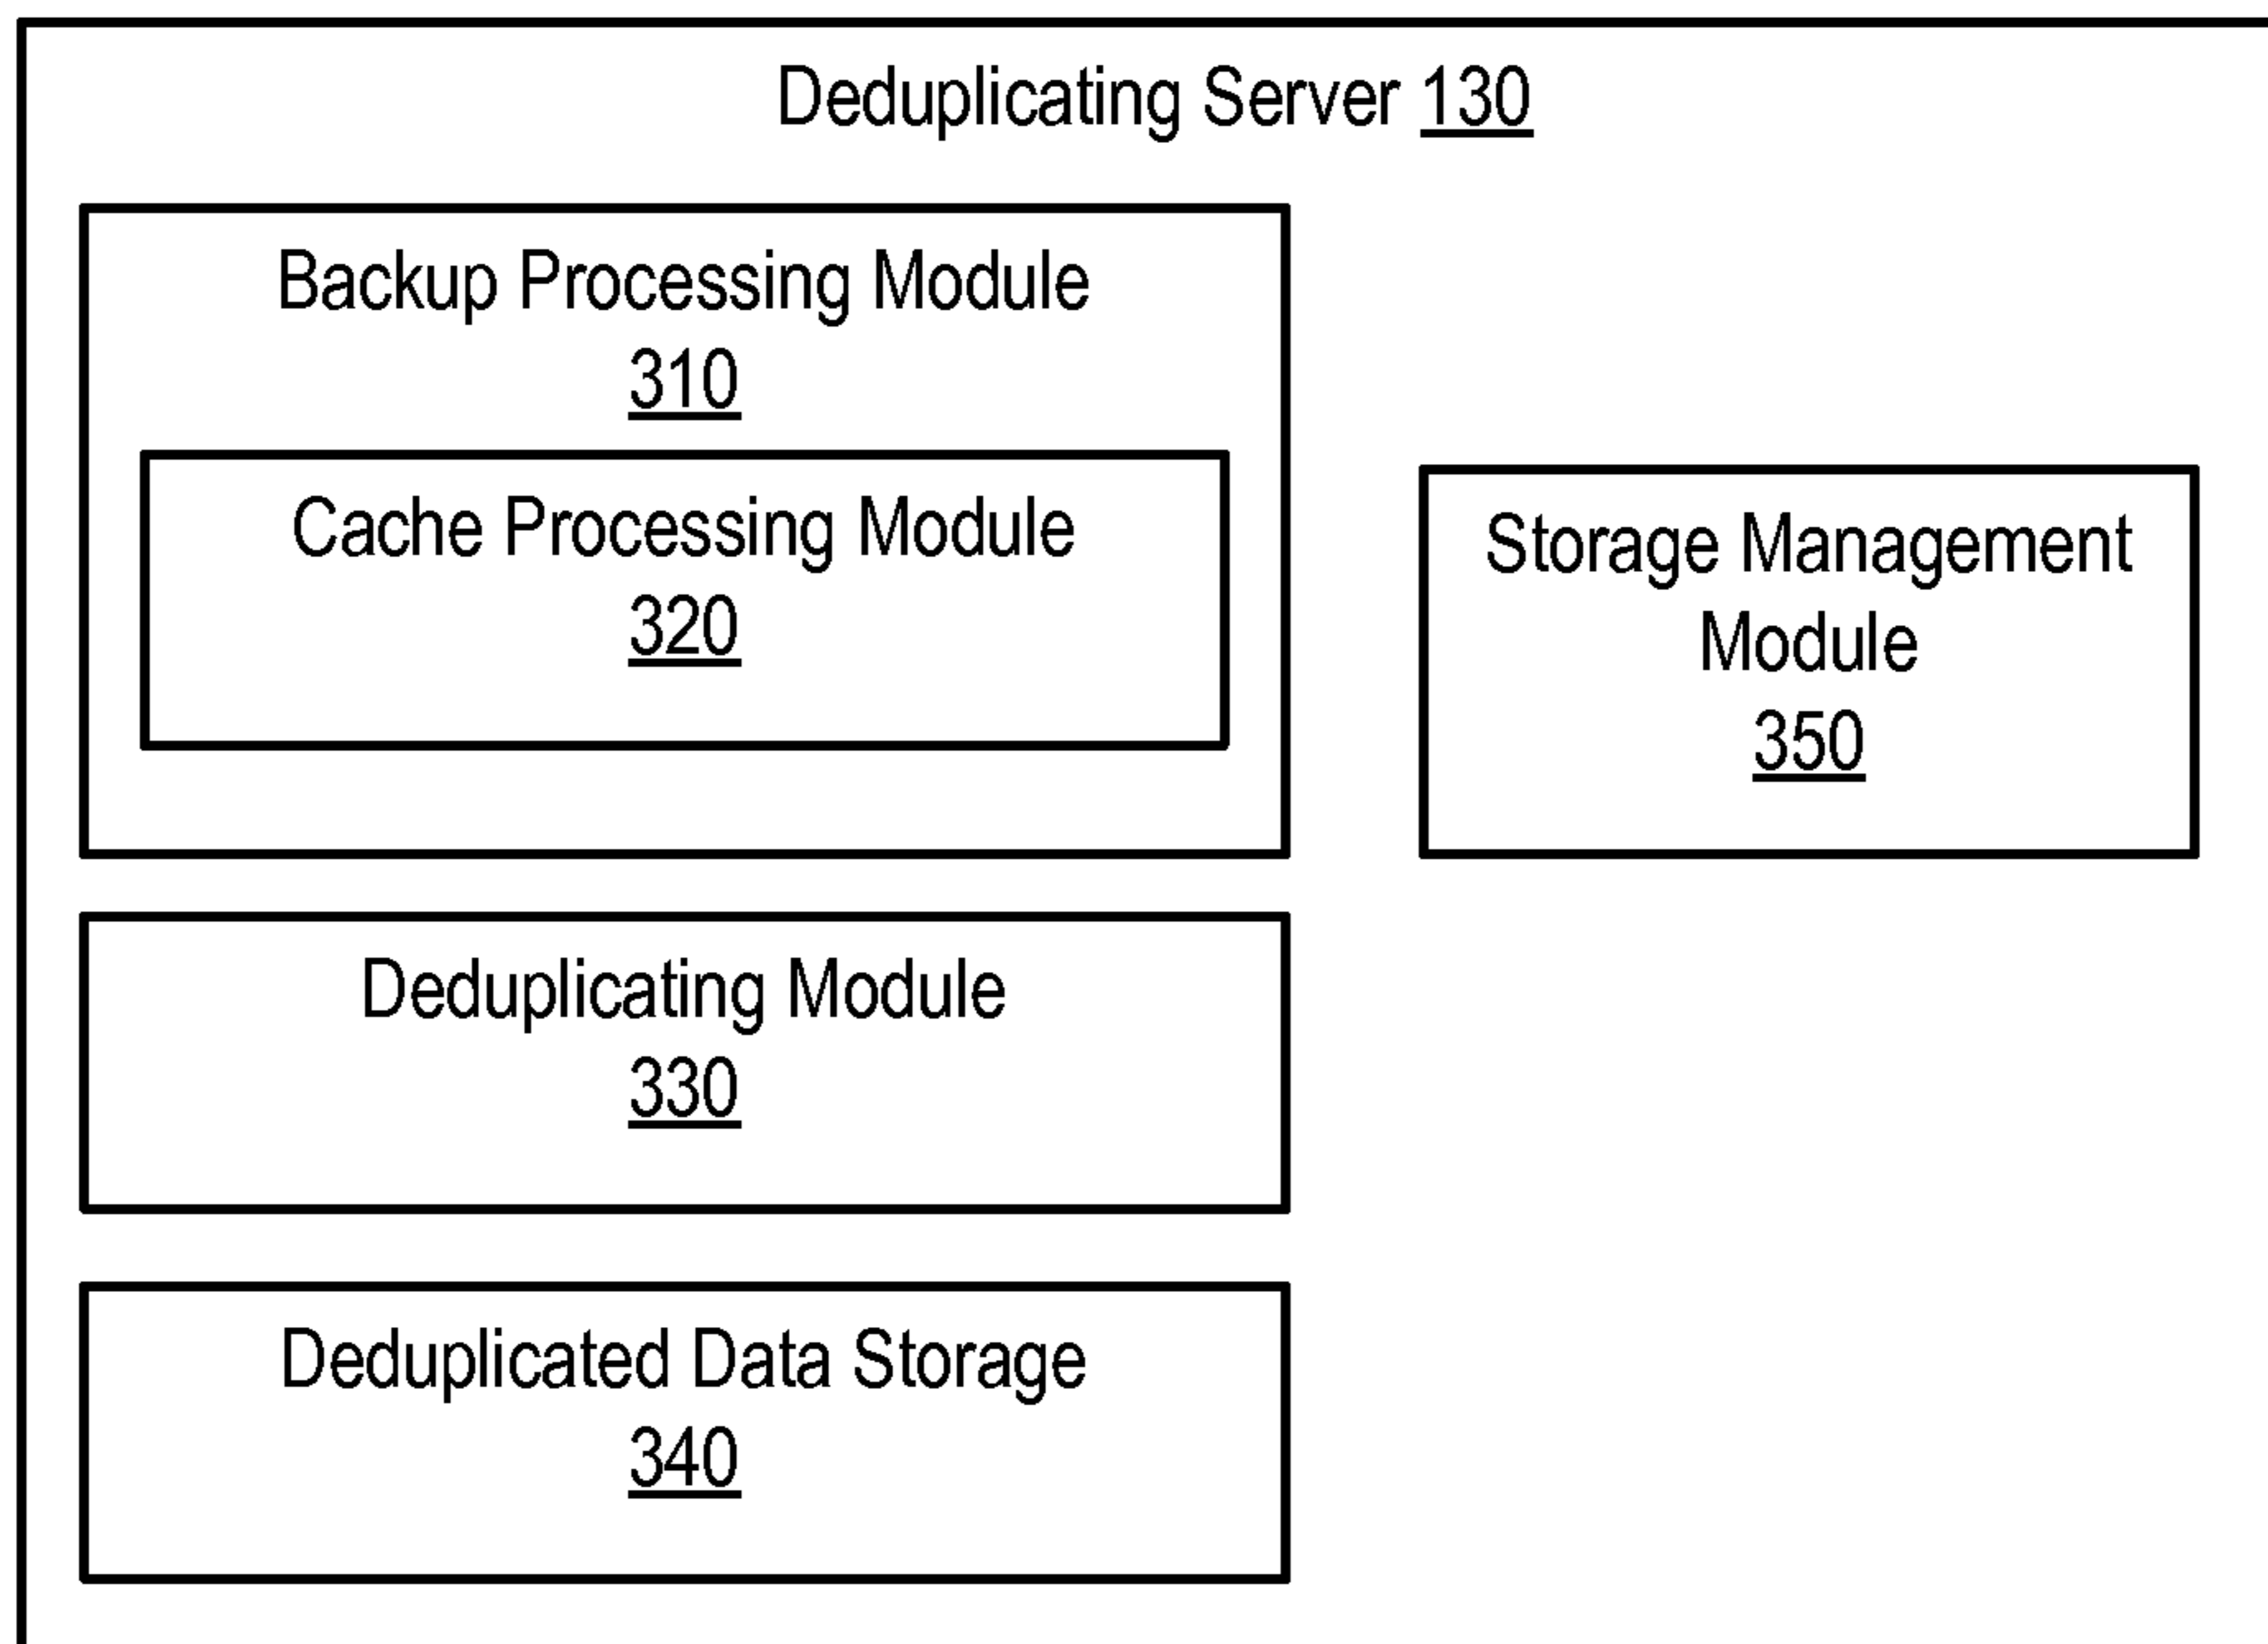 Deduplicating Server 130
Backup Processing Module
310
Cache Processing Module
320
Storage Management
Module
350
Deduplicating Module
330
Deduplicated Data Storage
340